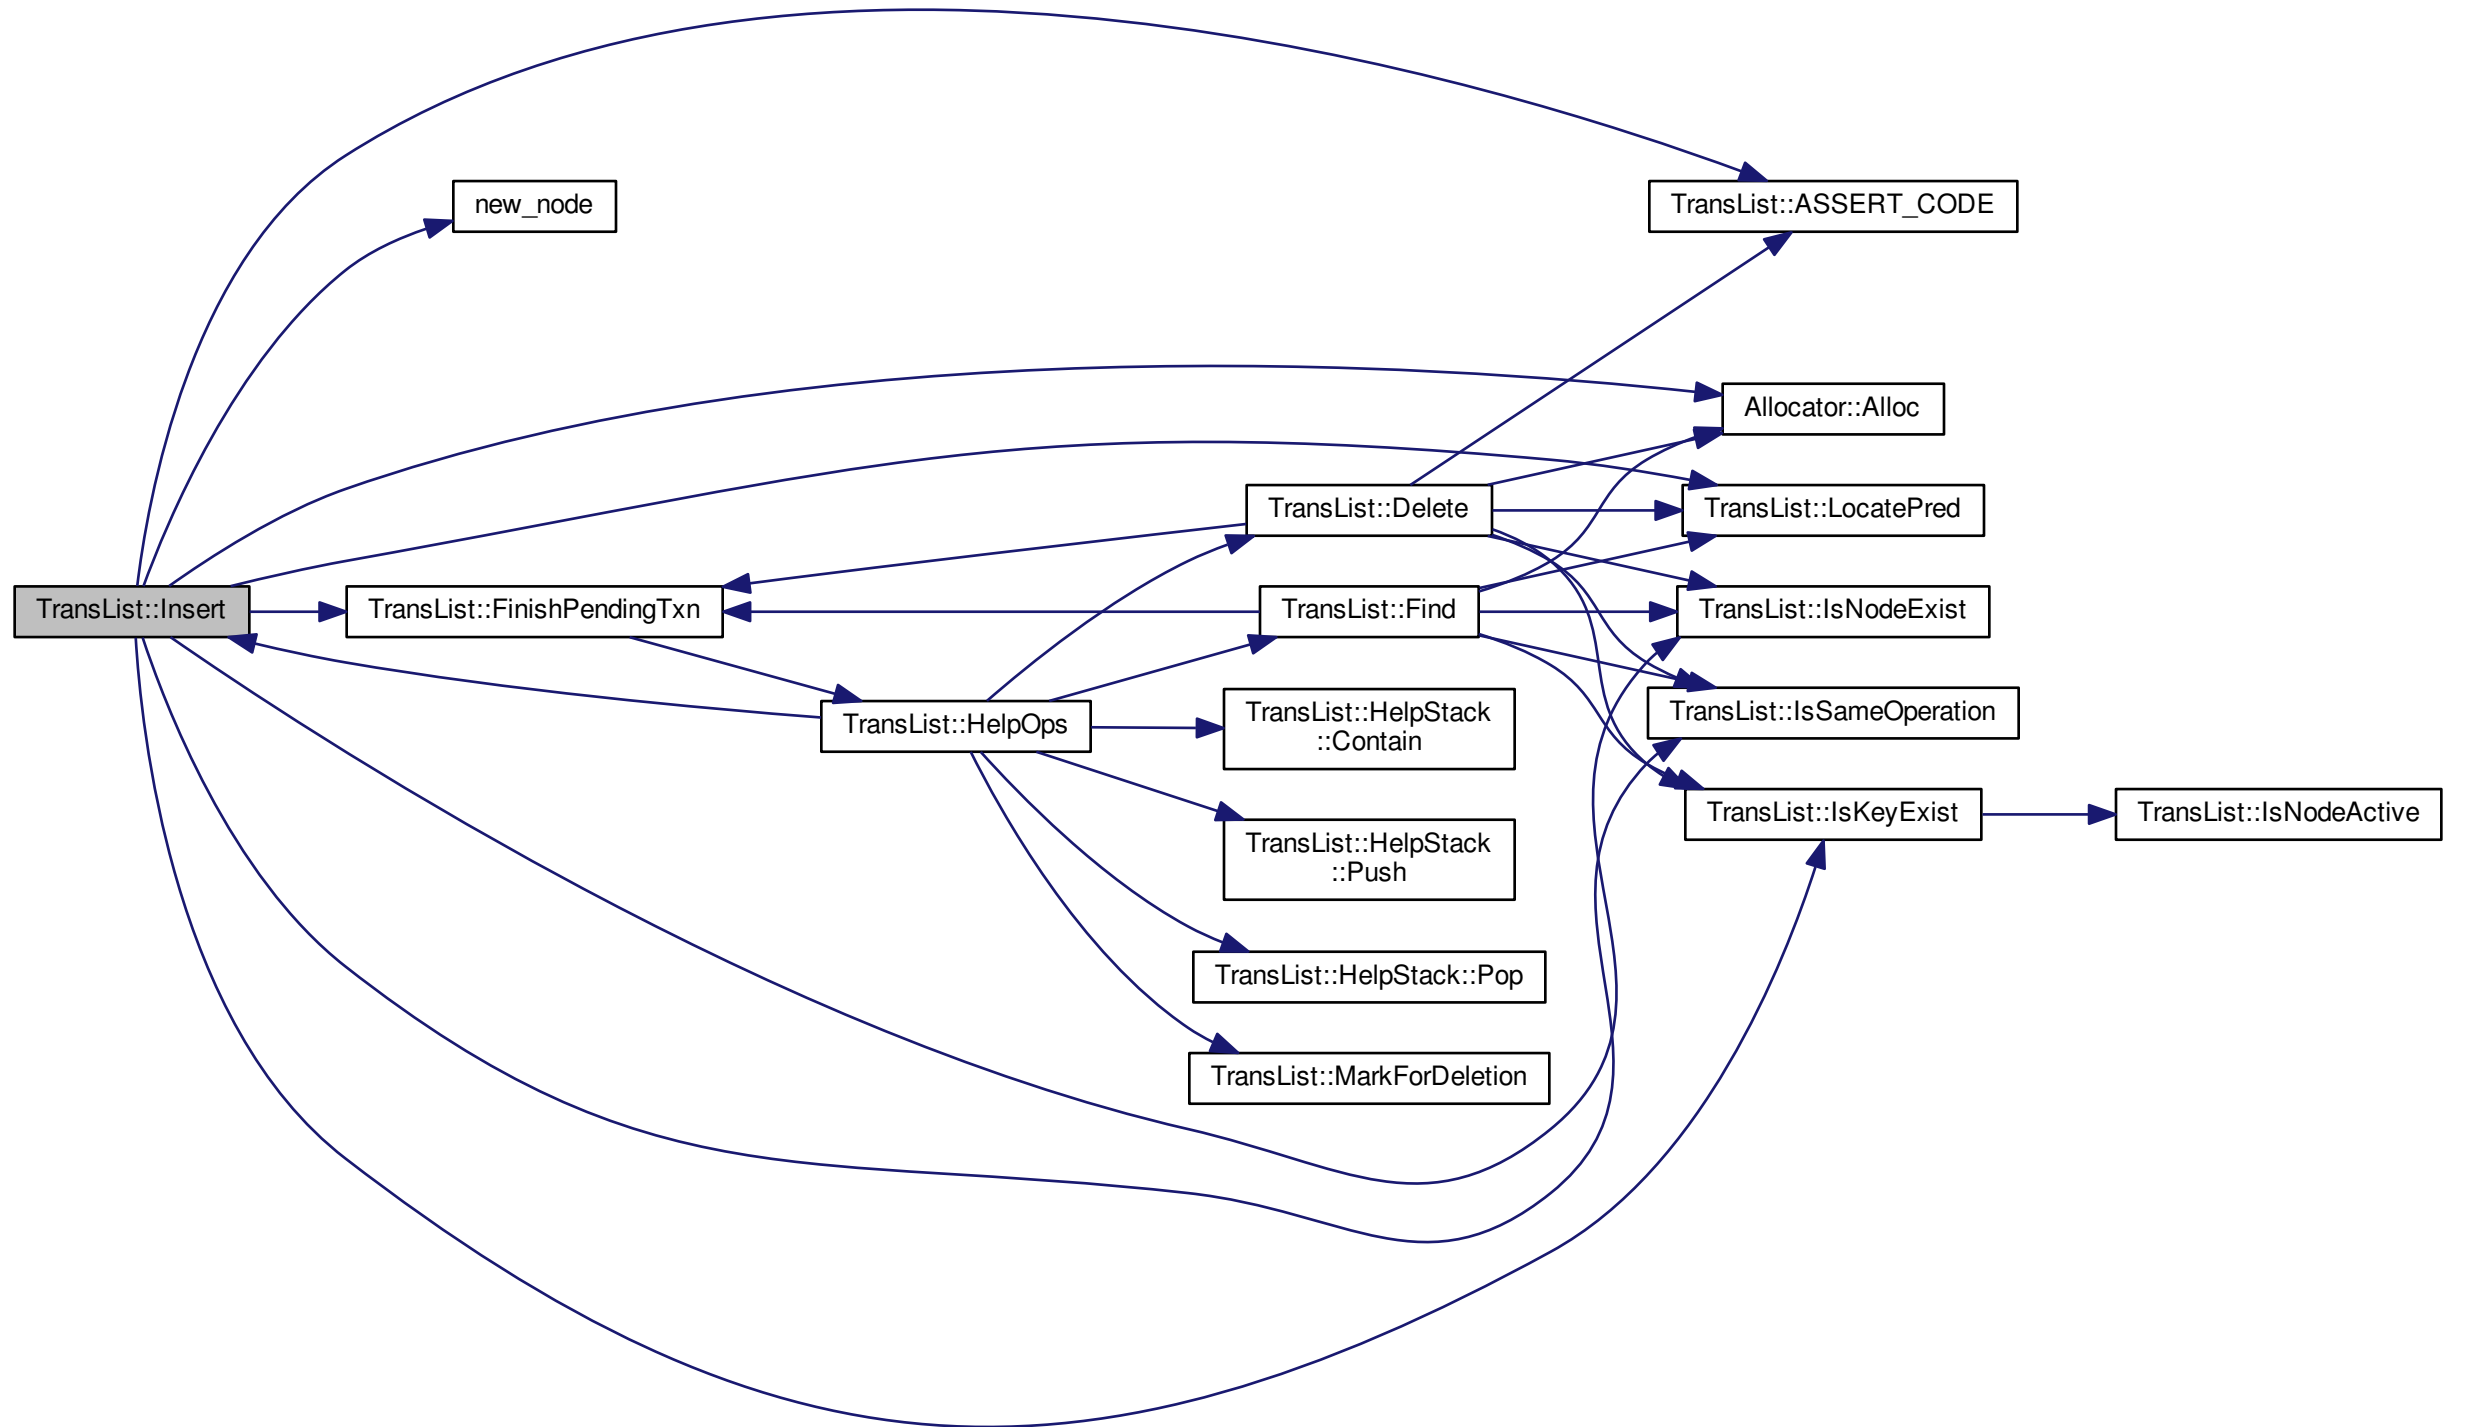 TransList::Insert
new_node
TransList::FinishPendingTxn
TransList::HelpOps
TransList::Delete
TransList::Find
TransList::HelpStack
::Contain
TransList::HelpStack
::Push
TransList::HelpStack::Pop
TransList::MarkForDeletion
TransList::ASSERT_CODE
Allocator::Alloc
TransList::LocatePred
TransList::IsNodeExist
TransList::IsSameOperation
TransList::IsKeyExist
TransList::IsNodeActive